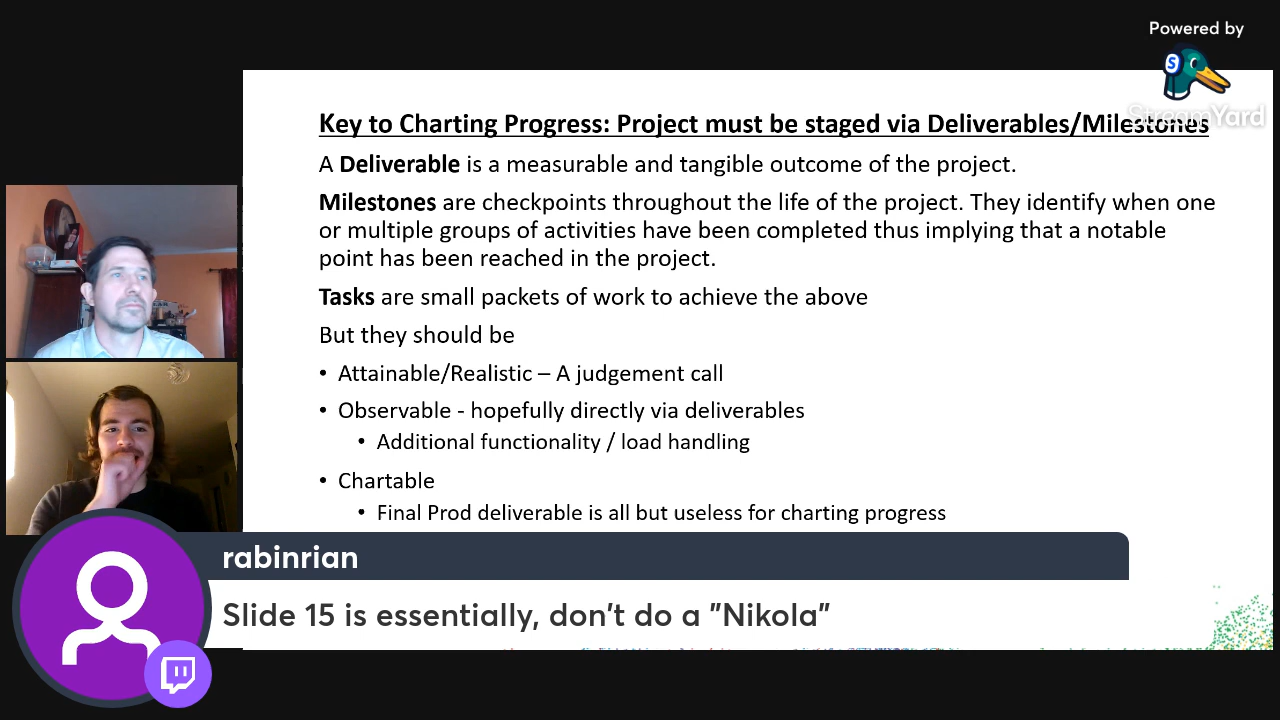 Powered by
StreamYard
Key to Charting Progress: Project must be staged via Deliverables/Milestones
A Deliverable is a measurable and tangible outcome of the project.
Milestones are checkpoints throughout the life of the project. They identify when one
or multiple groups of activities have been completed thus implying that a notable
point has been reached in the project.
Tasks are small packets of work to achieve the above
But they should be
• Attainable/Realistic – A judgement call
• Observable - hopefully directly via deliverables
• Additional functionality / load handling
• Chartable
• Final Prod deliverable is all but useless for charting progress
rabinrian
Slide 15 is essentially, don't do a "Nikola"